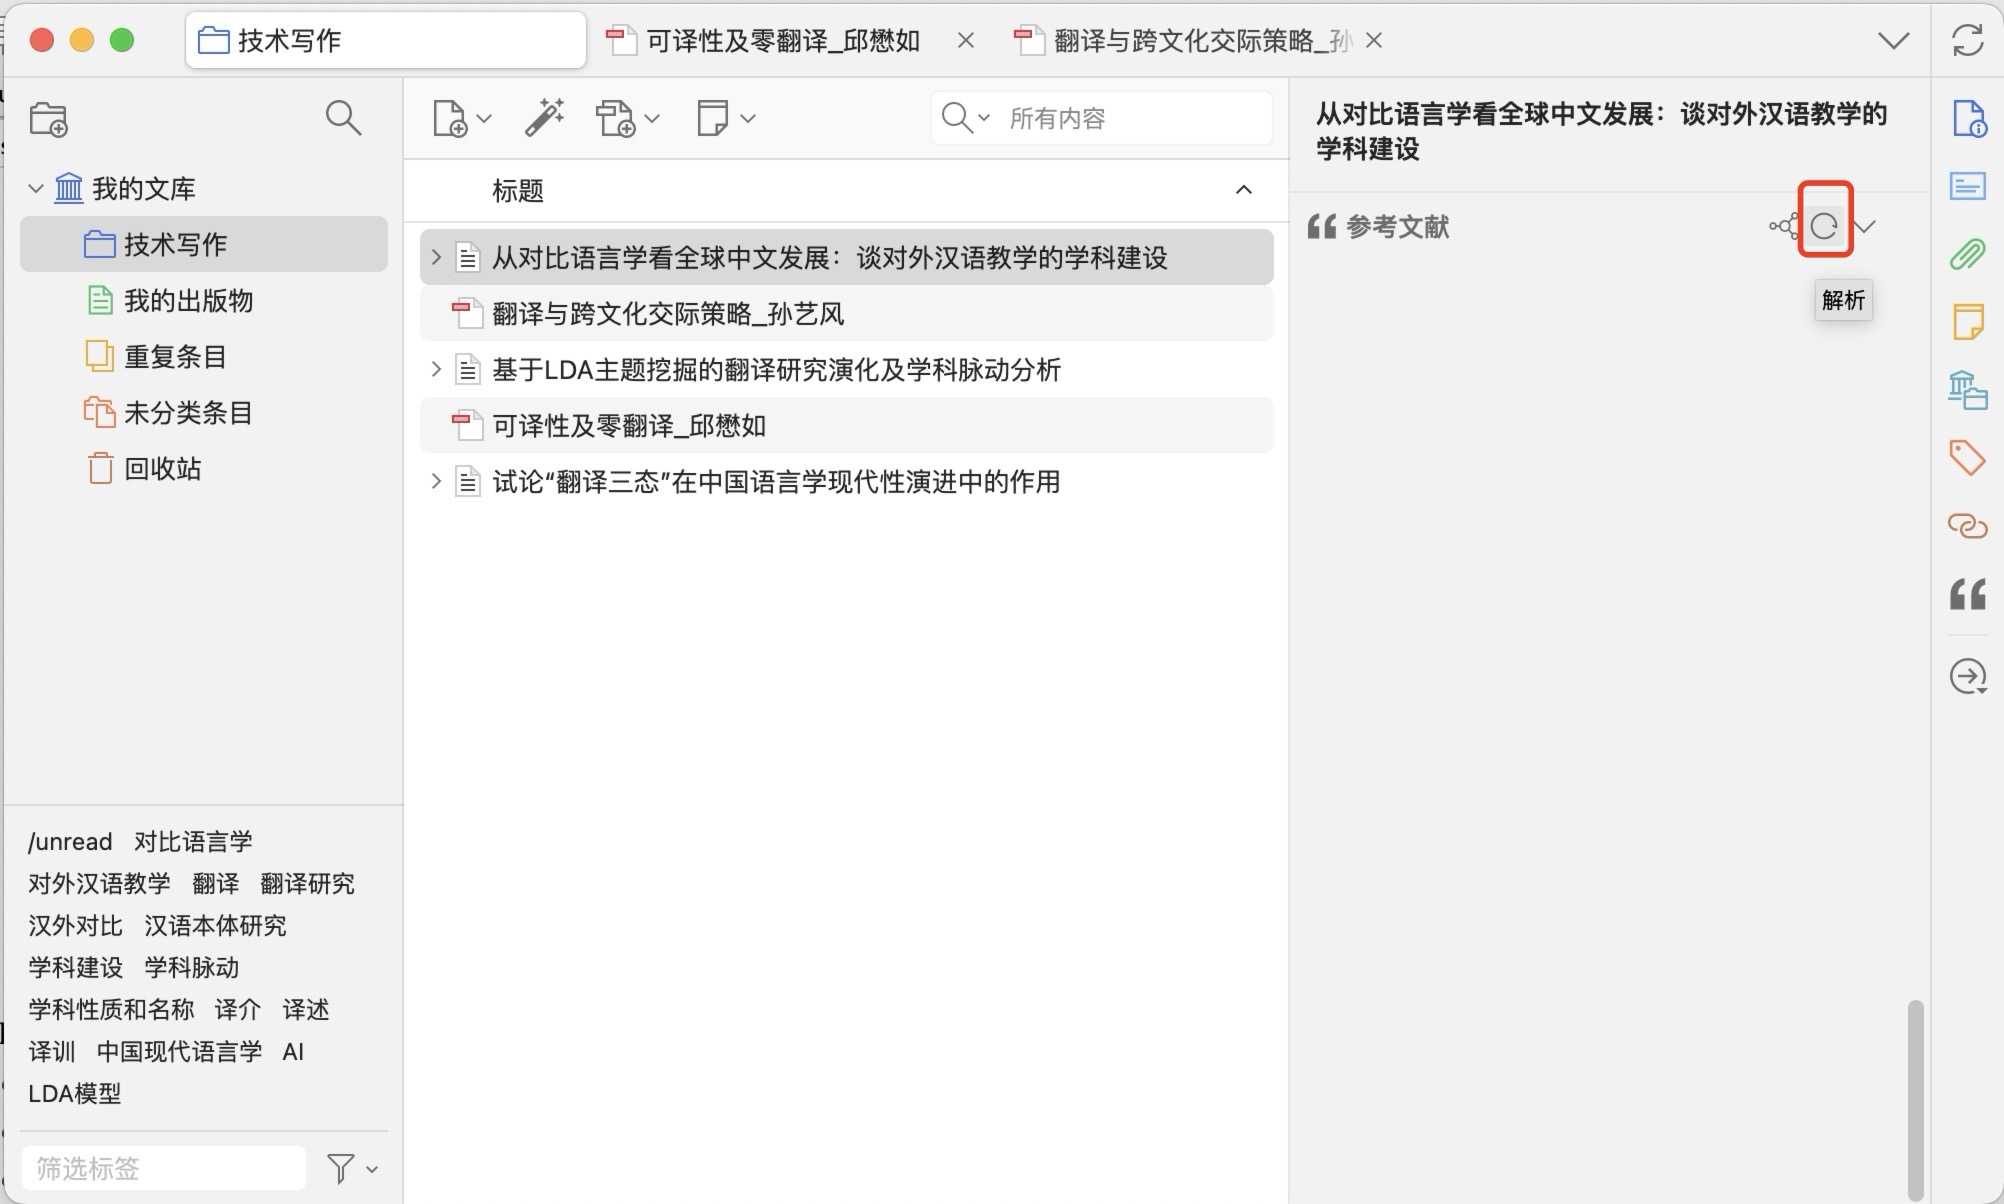 技术写作
可译性及零翻译_邱懋如
翻译与跨文化交际策略_孙
所有内容
我的文库
技术写作
我的出版物
重复条目
未分类条目
回收站
/unread 对比语言学
对外汉语教学 翻译 翻译研究
汉外对比 汉语本体研究
学科建设 学科脉动
学科性质和名称 译介 译述
译训 中国现代语言学 AI
LDA模型
筛选标签
标题
从对比语言学看全球中文发展：谈对外汉语教学的学科建设
翻译与跨文化交际策略_孙艺风
基于LDA主题挖掘的翻译研究演化及学科脉动分析
可译性及零翻译_邱懋如
试论“翻译三态”在中国语言学现代性演进中的作用
从对比语言学看全球中文发展：谈对外汉语教学的
学科建设
参考文献
解析